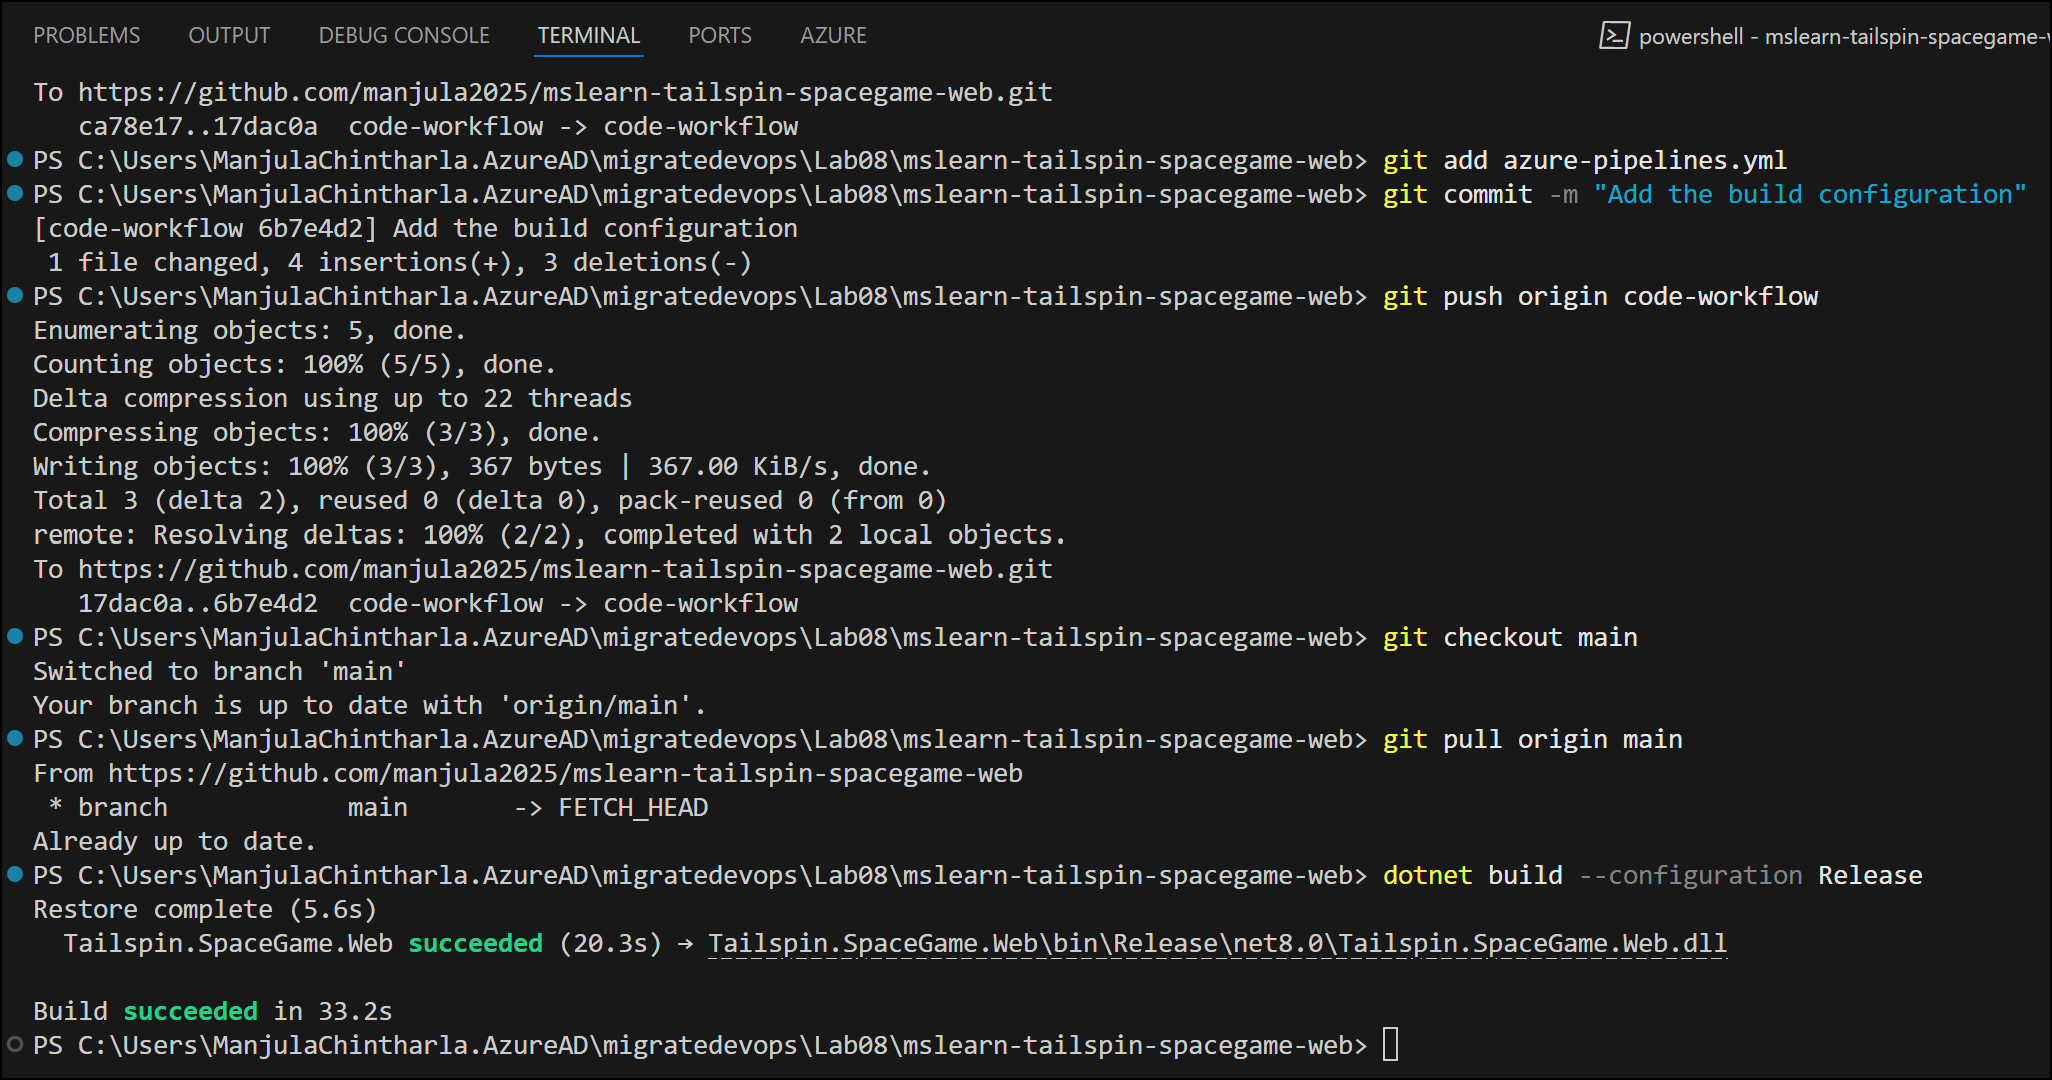 PROBLEMS OUTPUT DEBUG CONSOLE TERMINAL PORTS AZURE powershell - mslearn-tailspin-spacegame-w
To https://github.com/manjula2025/mslearn-tailspin-spacegame-web.git
ca78e17..17dac0a  code-workflow -> code-workflow
PS C:\Users\ManjulaChintharla.AzureAD\migratedevops\Lab08\mslearn-tailspin-spacegame-web> git add azure-pipelines.yml
PS C:\Users\ManjulaChintharla.AzureAD\migratedevops\Lab08\mslearn-tailspin-spacegame-web> git commit -m "Add the build configuration"
[code-workflow 6b7e4d2] Add the build configuration
1 file changed, 4 insertions(+), 3 deletions(-)
PS C:\Users\ManjulaChintharla.AzureAD\migratedevops\Lab08\mslearn-tailspin-spacegame-web> git push origin code-workflow
Enumerating objects: 5, done.
Counting objects: 100% (5/5), done.
Delta compression using up to 22 threads
Compressing objects: 100% (3/3), done.
Writing objects: 100% (3/3), 367 bytes | 367.00 KiB/s, done.
Total 3 (delta 2), reused 0 (delta 0), pack-reused 0 (from 0)
remote: Resolving deltas: 100% (2/2), completed with 2 local objects.
To https://github.com/manjula2025/mslearn-tailspin-spacegame-web.git
17dac0a..6b7e4d2  code-workflow -> code-workflow
PS C:\Users\ManjulaChintharla.AzureAD\migratedevops\Lab08\mslearn-tailspin-spacegame-web> git checkout main
Switched to branch 'main'
Your branch is up to date with 'origin/main'.
PS C:\Users\ManjulaChintharla.AzureAD\migratedevops\Lab08\mslearn-tailspin-spacegame-web> git pull origin main
From https://github.com/manjula2025/mslearn-tailspin-spacegame-web
* branch            main       -> FETCH_HEAD
Already up to date.
PS C:\Users\ManjulaChintharla.AzureAD\migratedevops\Lab08\mslearn-tailspin-spacegame-web> dotnet build --configuration Release
Restore complete (5.6s)
Tailspin.SpaceGame.Web succeeded (20.3s) → Tailspin.SpaceGame.Web\bin\Release\net8.0\Tailspin.SpaceGame.Web.dll
Build succeeded in 33.2s
PS C:\Users\ManjulaChintharla.AzureAD\migratedevops\Lab08\mslearn-tailspin-spacegame-web>